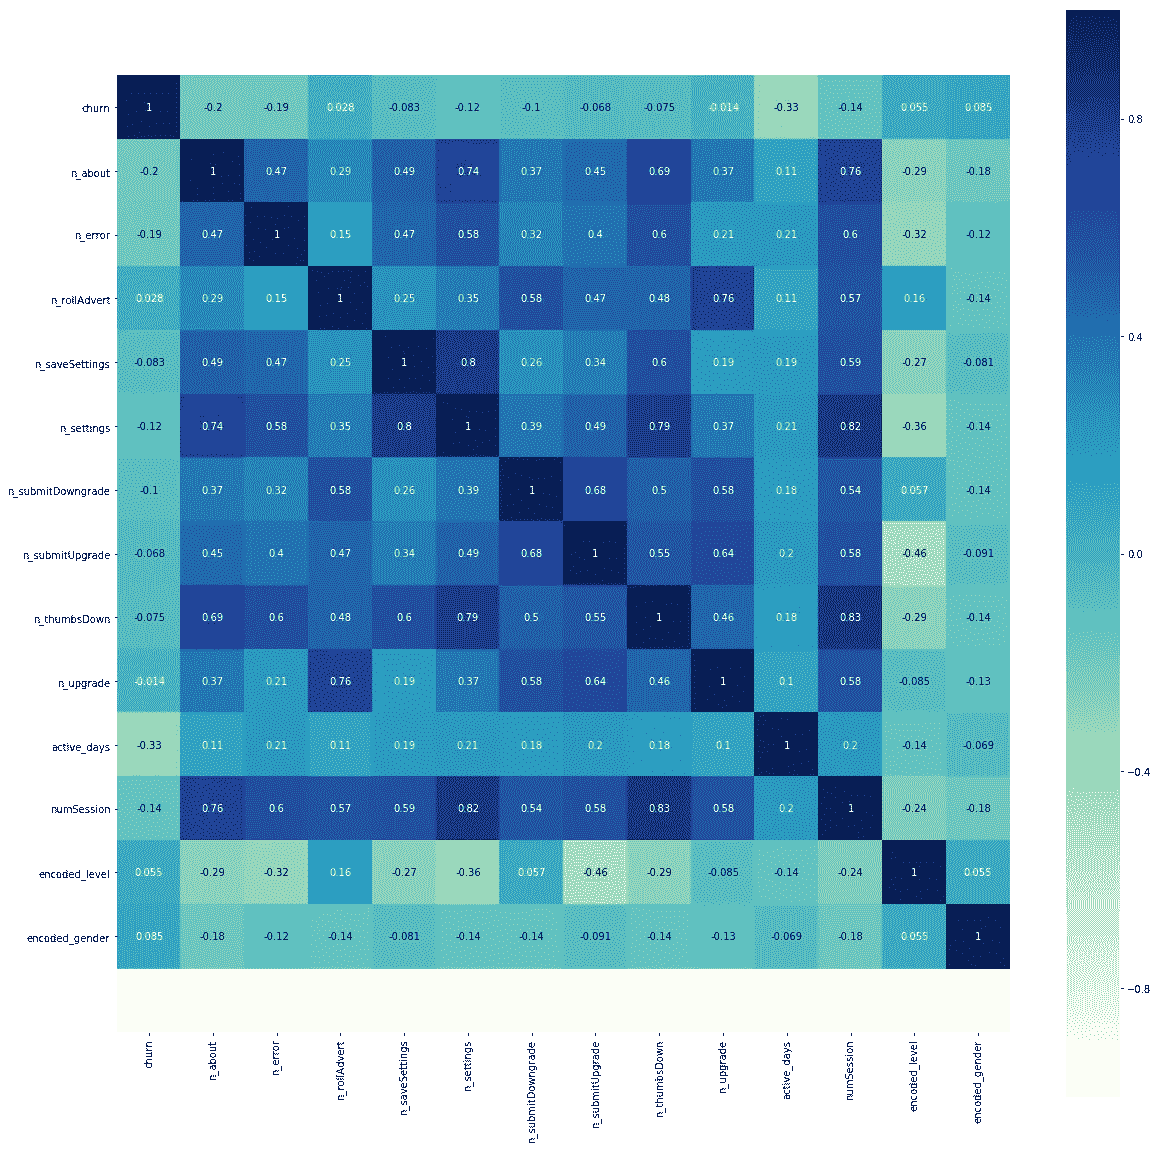 churn 1 -0.2 -0.19 0.028 -0.083 -0.12 -0.1 -0.068 -0.075 -0.014 -0.33 -0.14 0.055 0.085
n_about -0.2 1 0.47 0.29 0.49 0.74 0.37 0.45 0.69 0.37 0.11 0.76 -0.29 -0.18
n_error -0.19 0.47 1 0.15 0.47 0.58 0.32 0.4 0.6 0.21 0.21 0.6 -0.32 -0.12
n_rollAdvert 0.028 0.29 0.15 1 0.25 0.35 0.58 0.47 0.48 0.76 0.11 0.57 0.16 -0.14
n_saveSettings -0.083 0.49 0.47 0.25 1 0.8 0.26 0.34 0.6 0.19 0.19 0.59 -0.27 -0.081
n_settings -0.12 0.74 0.58 0.35 0.8 1 0.39 0.49 0.79 0.37 0.21 0.82 -0.36 -0.14
n_submitDowngrade -0.1 0.37 0.32 0.58 0.26 0.39 1 0.68 0.5 0.58 0.18 0.54 0.057 -0.14
n_submitUpgrade -0.068 0.45 0.4 0.47 0.34 0.49 0.68 1 0.55 0.64 0.2 0.58 -0.46 -0.091
n_thumbsDown -0.075 0.69 0.6 0.48 0.6 0.79 0.5 0.55 1 0.46 0.18 0.83 -0.29 -0.14
n_upgrade -0.014 0.37 0.21 0.76 0.19 0.37 0.58 0.64 0.46 1 0.1 0.58 -0.085 -0.13
active_days -0.33 0.11 0.21 0.11 0.19 0.21 0.18 0.2 0.18 0.1 1 0.2 -0.14 -0.069
numSession -0.14 0.76 0.6 0.57 0.59 0.82 0.54 0.58 0.83 0.58 0.2 1 -0.24 -0.18
encoded_level 0.055 -0.29 -0.32 0.16 -0.27 -0.36 0.057 -0.46 -0.29 -0.085 -0.14 -0.24 1 0.055
encoded_gender 0.085 -0.18 -0.12 -0.14 -0.081 -0.14 -0.14 -0.091 -0.14 -0.13 -0.069 -0.18 0.055 1
churn
n_about
n_error
n_rollAdvert
n_saveSettings
n_settings
n_submitDowngrade
n_submitUpgrade
n_thumbsDown
n_upgrade
active_days
numSession
encoded_level
encoded_gender
0.8
0.4
0.0
−0.4
−0.8